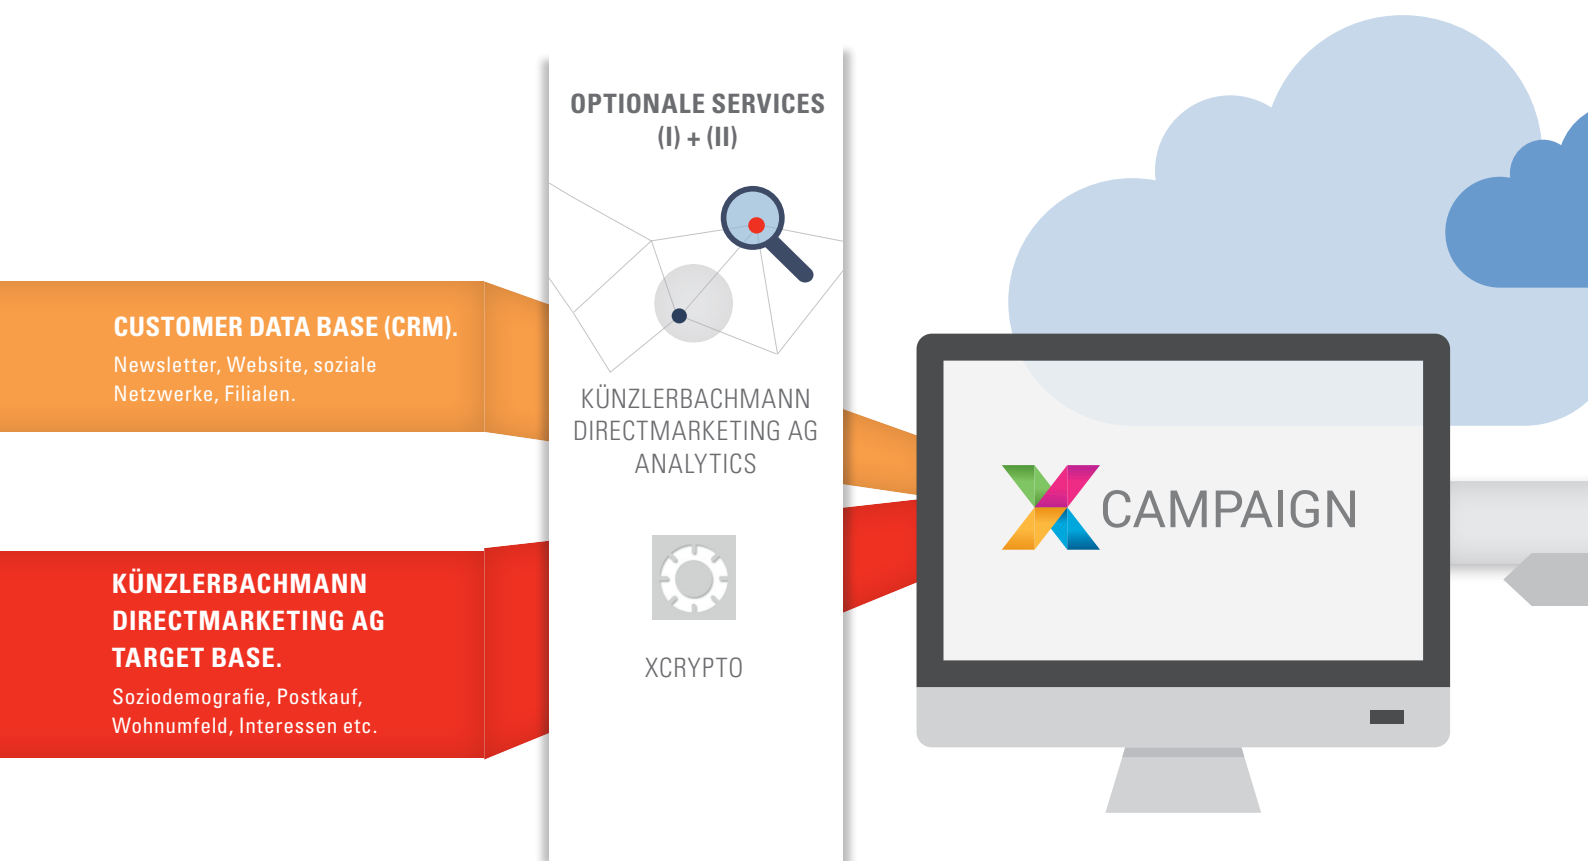 OPTIONALE SERVICES
(I) + (II)
CUSTOMER DATA BASE (CRM).
Newsletter, Website, soziale
Netzwerke, Filialen.
KÜNZLERBACHMANN
DIRECTMARKETING AG
ANALYTICS
X CAMPAIGN
KÜNZLERBACHMANN
DIRECTMARKETING AG
TARGET BASE.
Soziodemografie, Postkauf,
Wohnumfeld, Interessen etc.
XCRYPTO